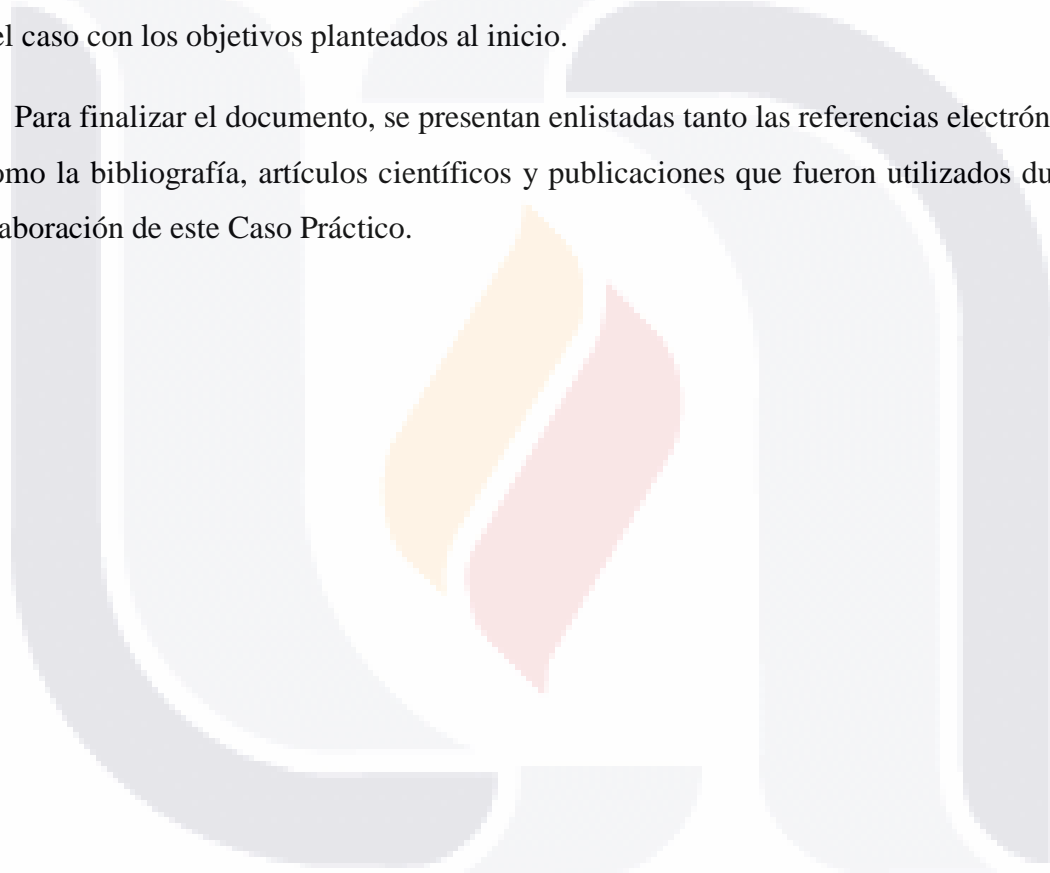 el caso con los objetivos planteados al inicio.
Para finalizar el documento, se presentan enlistadas tanto las referencias electrón
omo la bibliografía, artículos científicos y publicaciones que fueron utilizados du
aboración de este Caso Práctico.